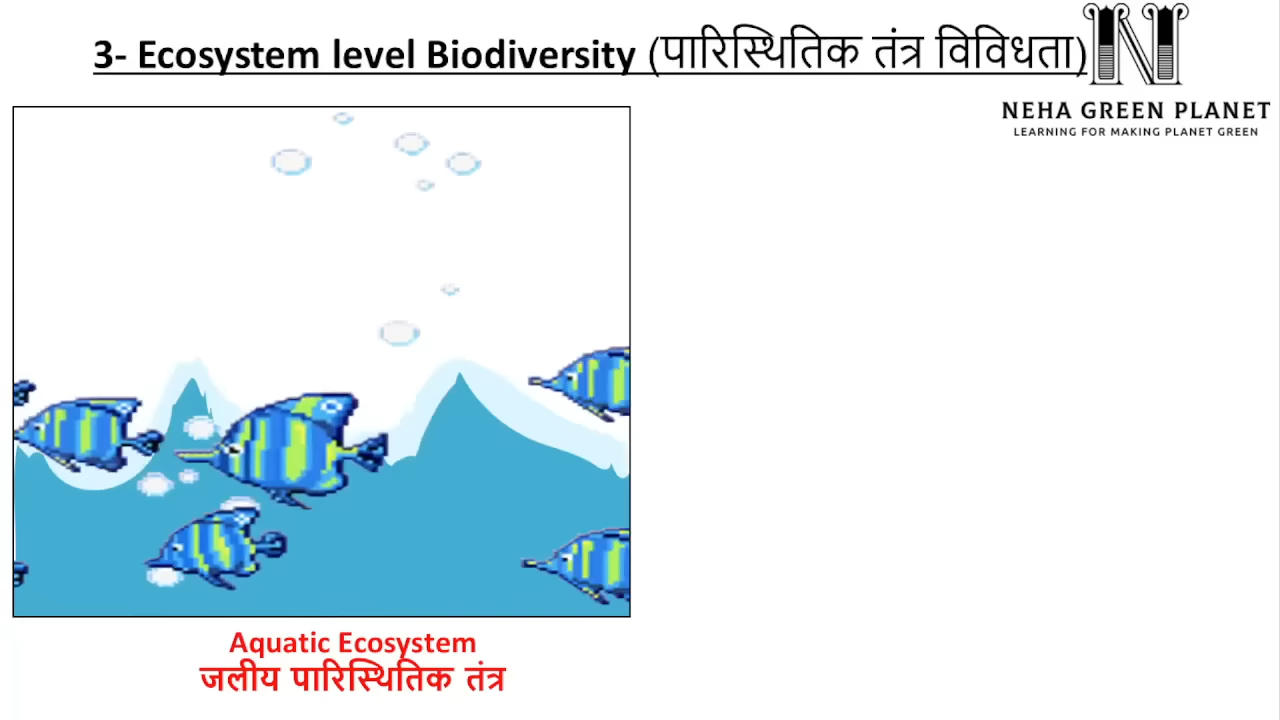 3- Ecosystem level Biodiversity (पारिस्थितिक तंत्र विविधता)
N
NEHA GREEN PLANET
LEARNING FOR MAKING PLANET GREEN
Aquatic Ecosystem
जलीय पारिस्थितिक तंत्र